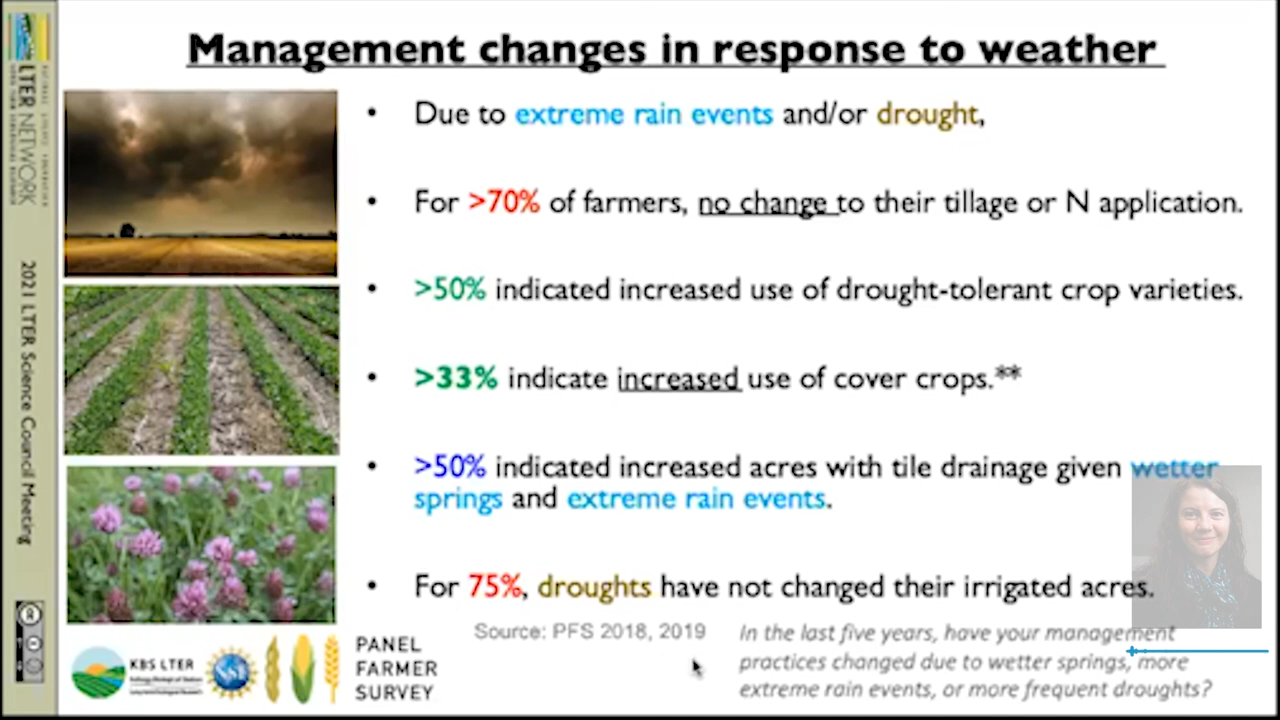 Management changes in response to weather
• Due to extreme rain events and/or drought,
• For >70% of farmers, no change to their tillage or N application.
• >50% indicated increased use of drought-tolerant crop varieties.
• >33% indicate increased use of cover crops.**
• >50% indicated increased acres with tile drainage given wetter
springs and extreme rain events.
• For 75%, droughts have not changed their irrigated acres.
Source: PFS 2018, 2019
In the last five years, have your management
practices changed due to wetter springs, more
extreme rain events, or more frequent droughts?
KBS LTER
PANEL
FARMER
SURVEY
LTER NETWORK
2021 LTER Science Council Meeting